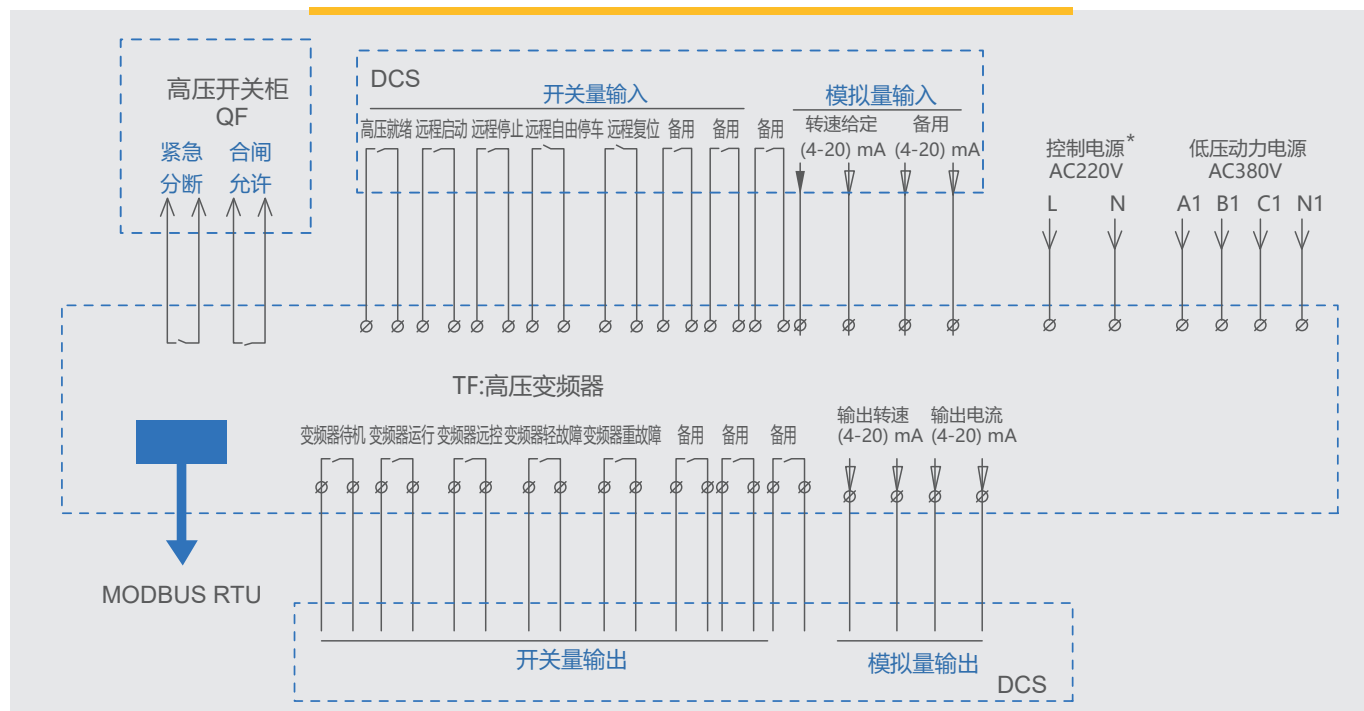 高压开关柜
QF
紧急 合闸
分断 允许
DCS
开关量输入
模拟量输入
高压就绪 远程启动 远程停止 远程自由停车 远程复位 备用 备用 备用
转速给定 备用
(4-20) mA (4-20) mA
控制电源* 低压动力电源
AC220V AC380V
L N A1 B1 C1 N1
TF:高压变频器
变频器待机 变频器运行 变频器远控 变频器轻故障 变频器重故障 备用 备用 备用
输出转速 输出电流
(4-20) mA (4-20) mA
MODBUS RTU
开关量输出
模拟量输出
DCS